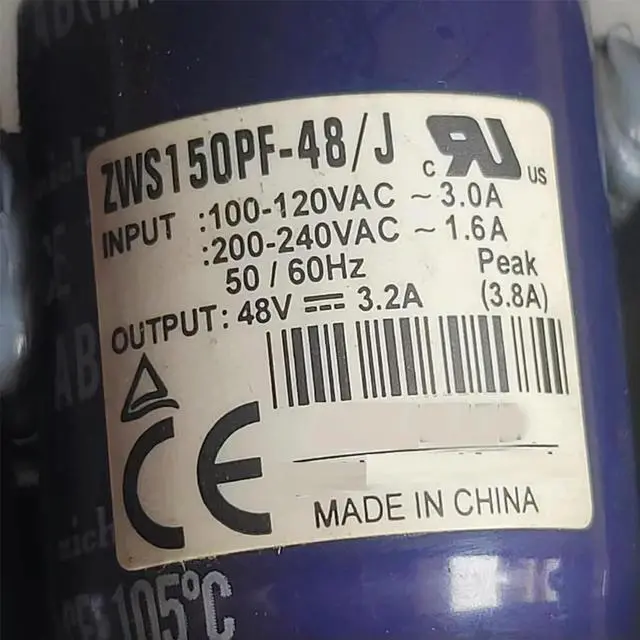 ZWS150PF-48/J
c RU US
INPUT :100-120VAC ~ 3.0A
:200-240VAC ~ 1.6A
50 / 60Hz Peak
OUTPUT: 48V ⎓ 3.2A (3.8A)
CE
MADE IN CHINA
105°C